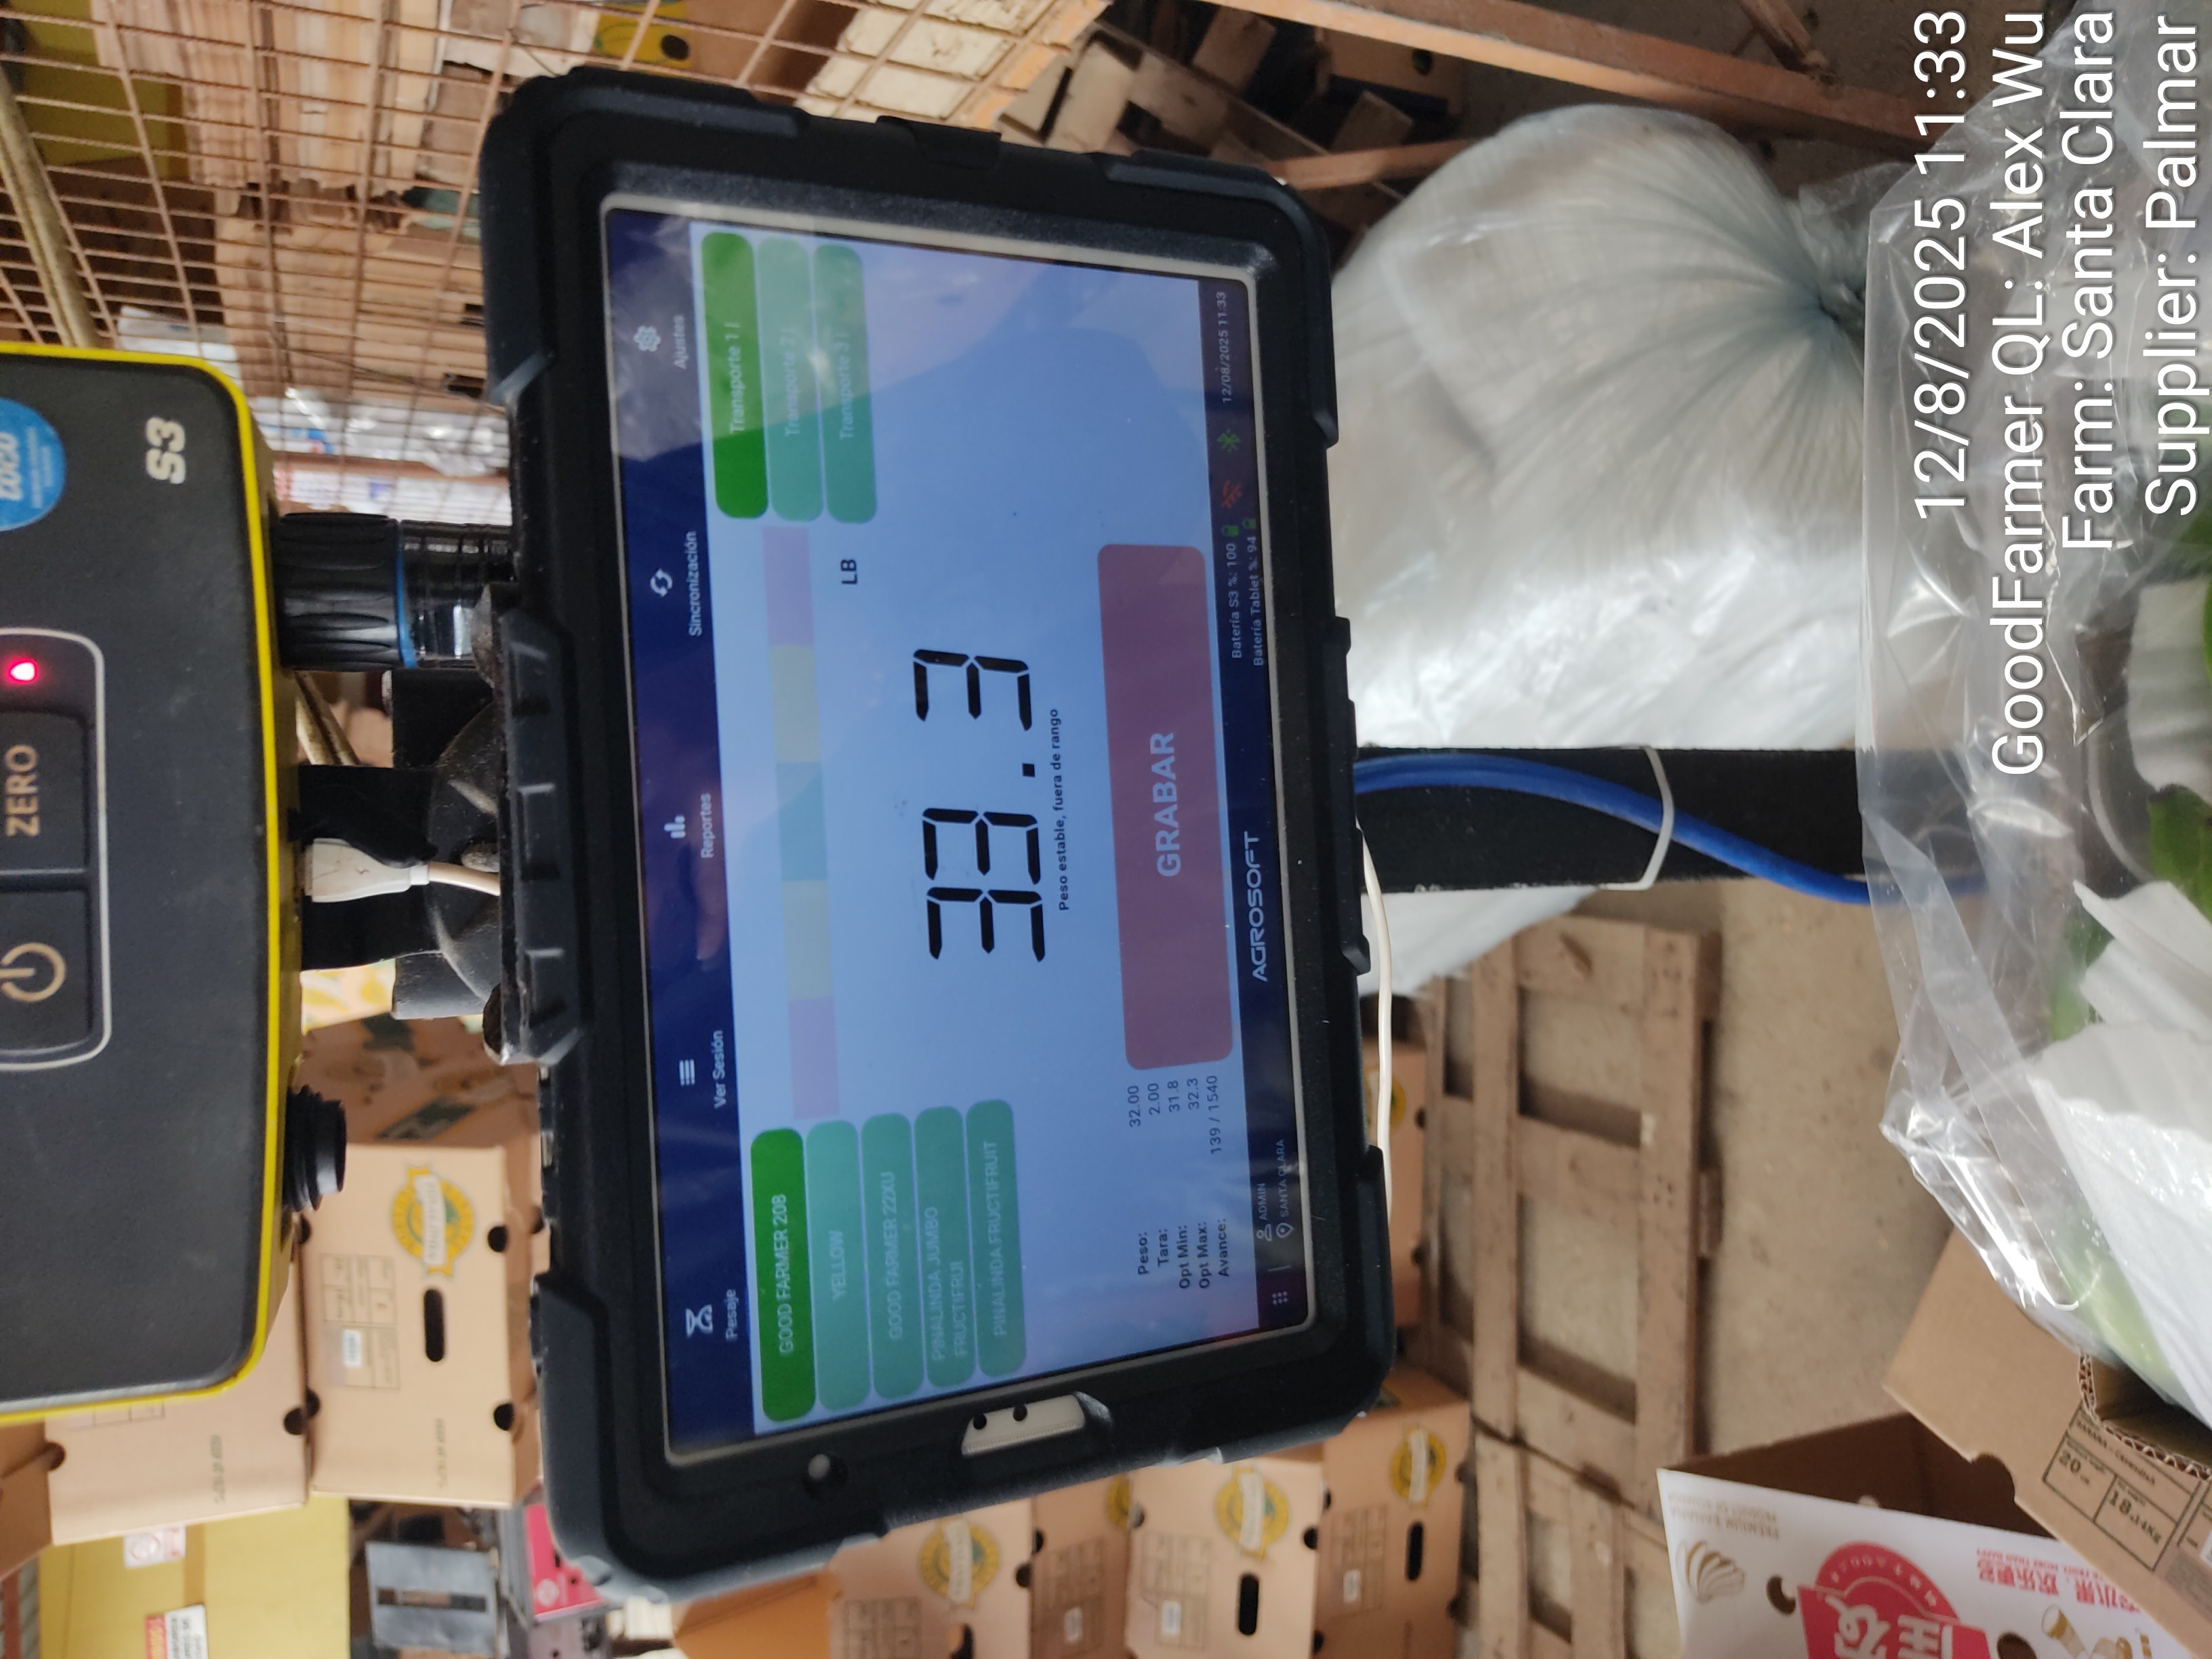 ZERO
S3
Pesaje
Ver Sesión
Reportes
Sincronización
Ajustes
GOOD FARMER 20B
YELLOW
GOOD FARMER 22XU
PINALINDA JUMBO
FRUCTIFRUI
PINALINDA FRUCTIFRUIT
Transporte 1 |
Transporte 2 |
Transporte 3 |
LB
33.3
Peso estable, fuera de rango
Peso: 32.00
Tara: 2.00
Opt Min: 31.8
Opt Max: 32.3
Avance: 139 / 1540
GRABAR
ADMIN
SANTA CLARA
AGROSOFT
Batería S3 %: 100
Batería Tablet %: 94
12/08/2025 11:33
12/8/2025 11:33
GoodFarmer QL: Alex Wu
Farm: Santa Clara
Supplier: Palmar